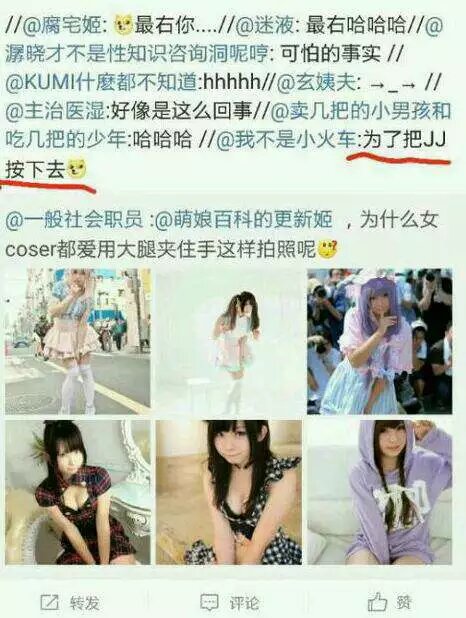 //@腐宅姬:最右你....//@迷液: 最右哈哈哈//@
潺晓才不是性知识咨询洞呢哼: 可怕的事实 //
@KUMI什麽都不知道:hhhhh//@玄姨夫: →_→ //
@主治医湿:好像是这么回事//@卖几把的小男孩和
吃几把的少年:哈哈哈 //@我不是小火车:为了把JJ
按下去
@一般社会职员 :@萌娘百科的更新姬 ，为什么女
coser都爱用大腿夹住手这样拍照呢
转发
评论
赞